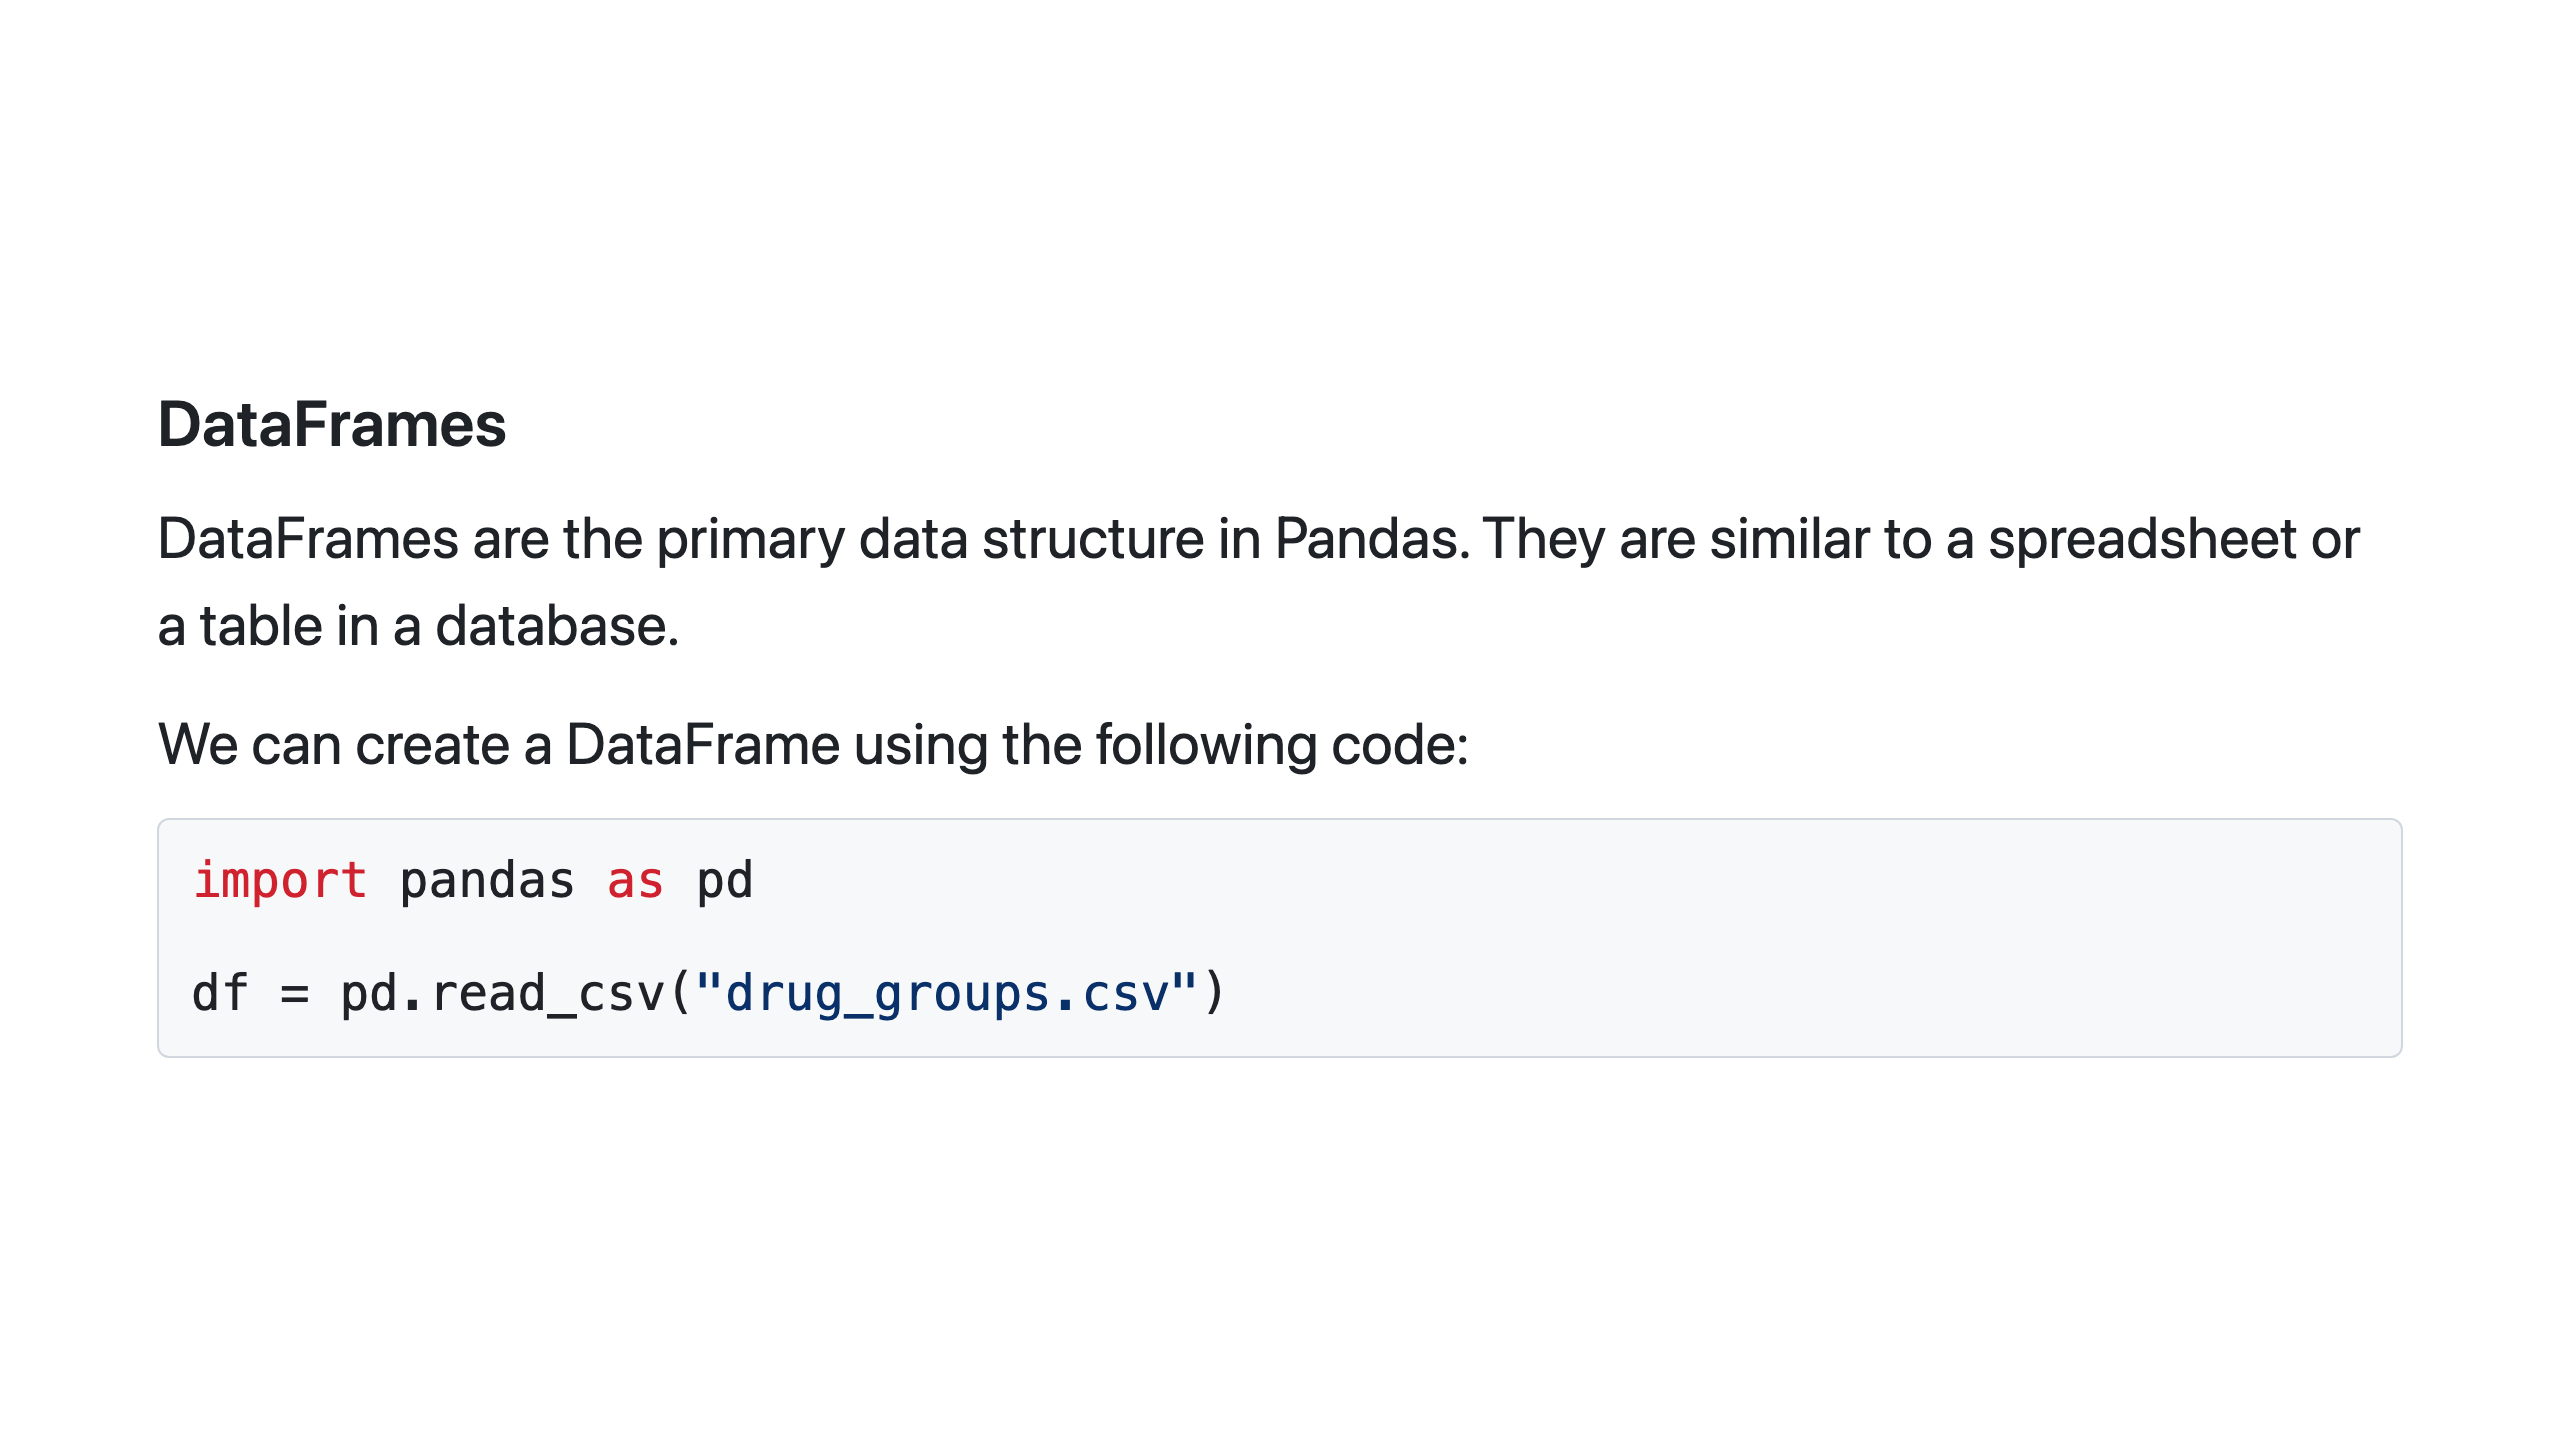 DataFrames
DataFrames are the primary data structure in Pandas. They are similar to a spreadsheet or
a table in a database.
We can create a DataFrame using the following code:
import pandas as pd
df = pd.read_csv("drug_groups.csv")